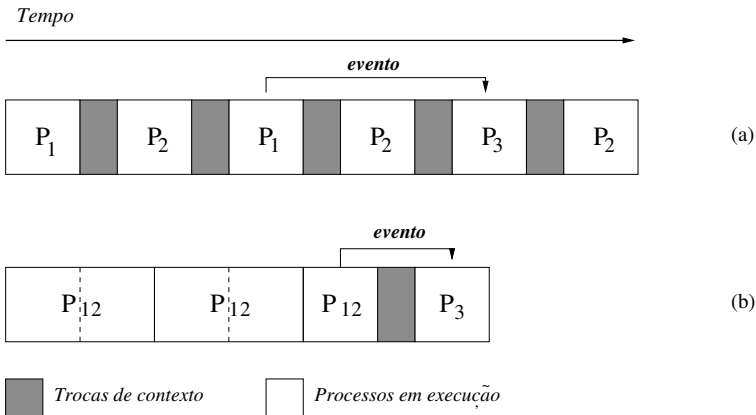 Tempo
evento
P1 P2 P1 P2 P3 P2 (a)
evento
P12 P12 P12 P3 (b)
Trocas de contexto Processos em execução